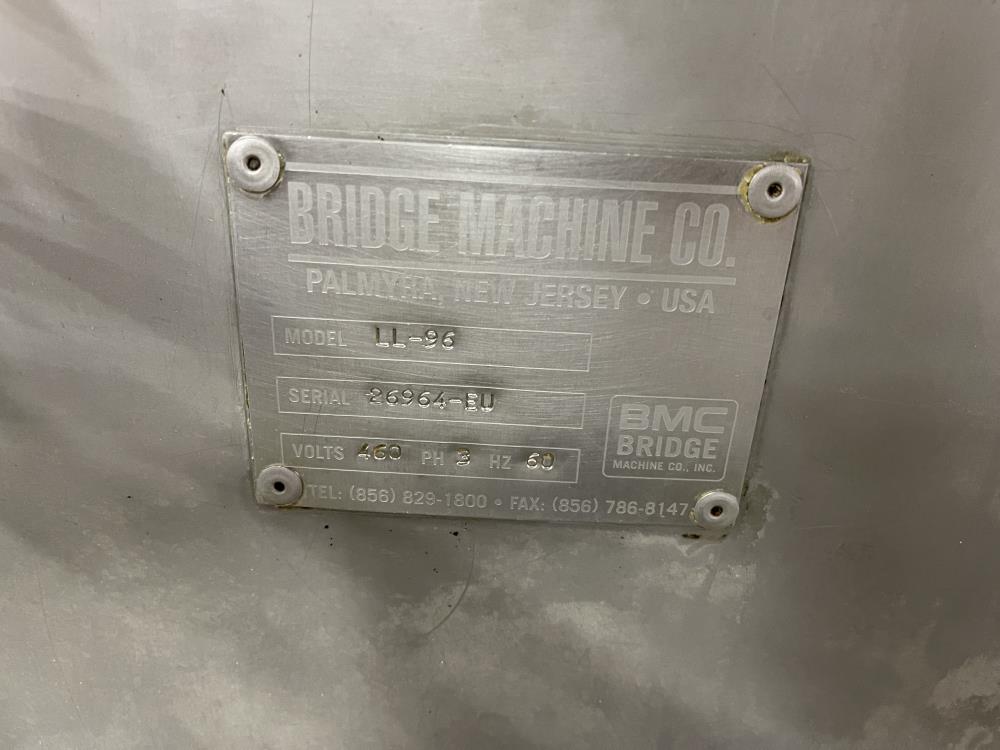 BRIDGE MACHINE CO.
PALMYRA, NEW JERSEY • USA
MODEL LL-96
SERIAL 26964-EU
VOLTS 460 PH 3 HZ 60
BMC
BRIDGE
MACHINE CO., INC.
TEL: (856) 829-1800 • FAX: (856) 786-8147